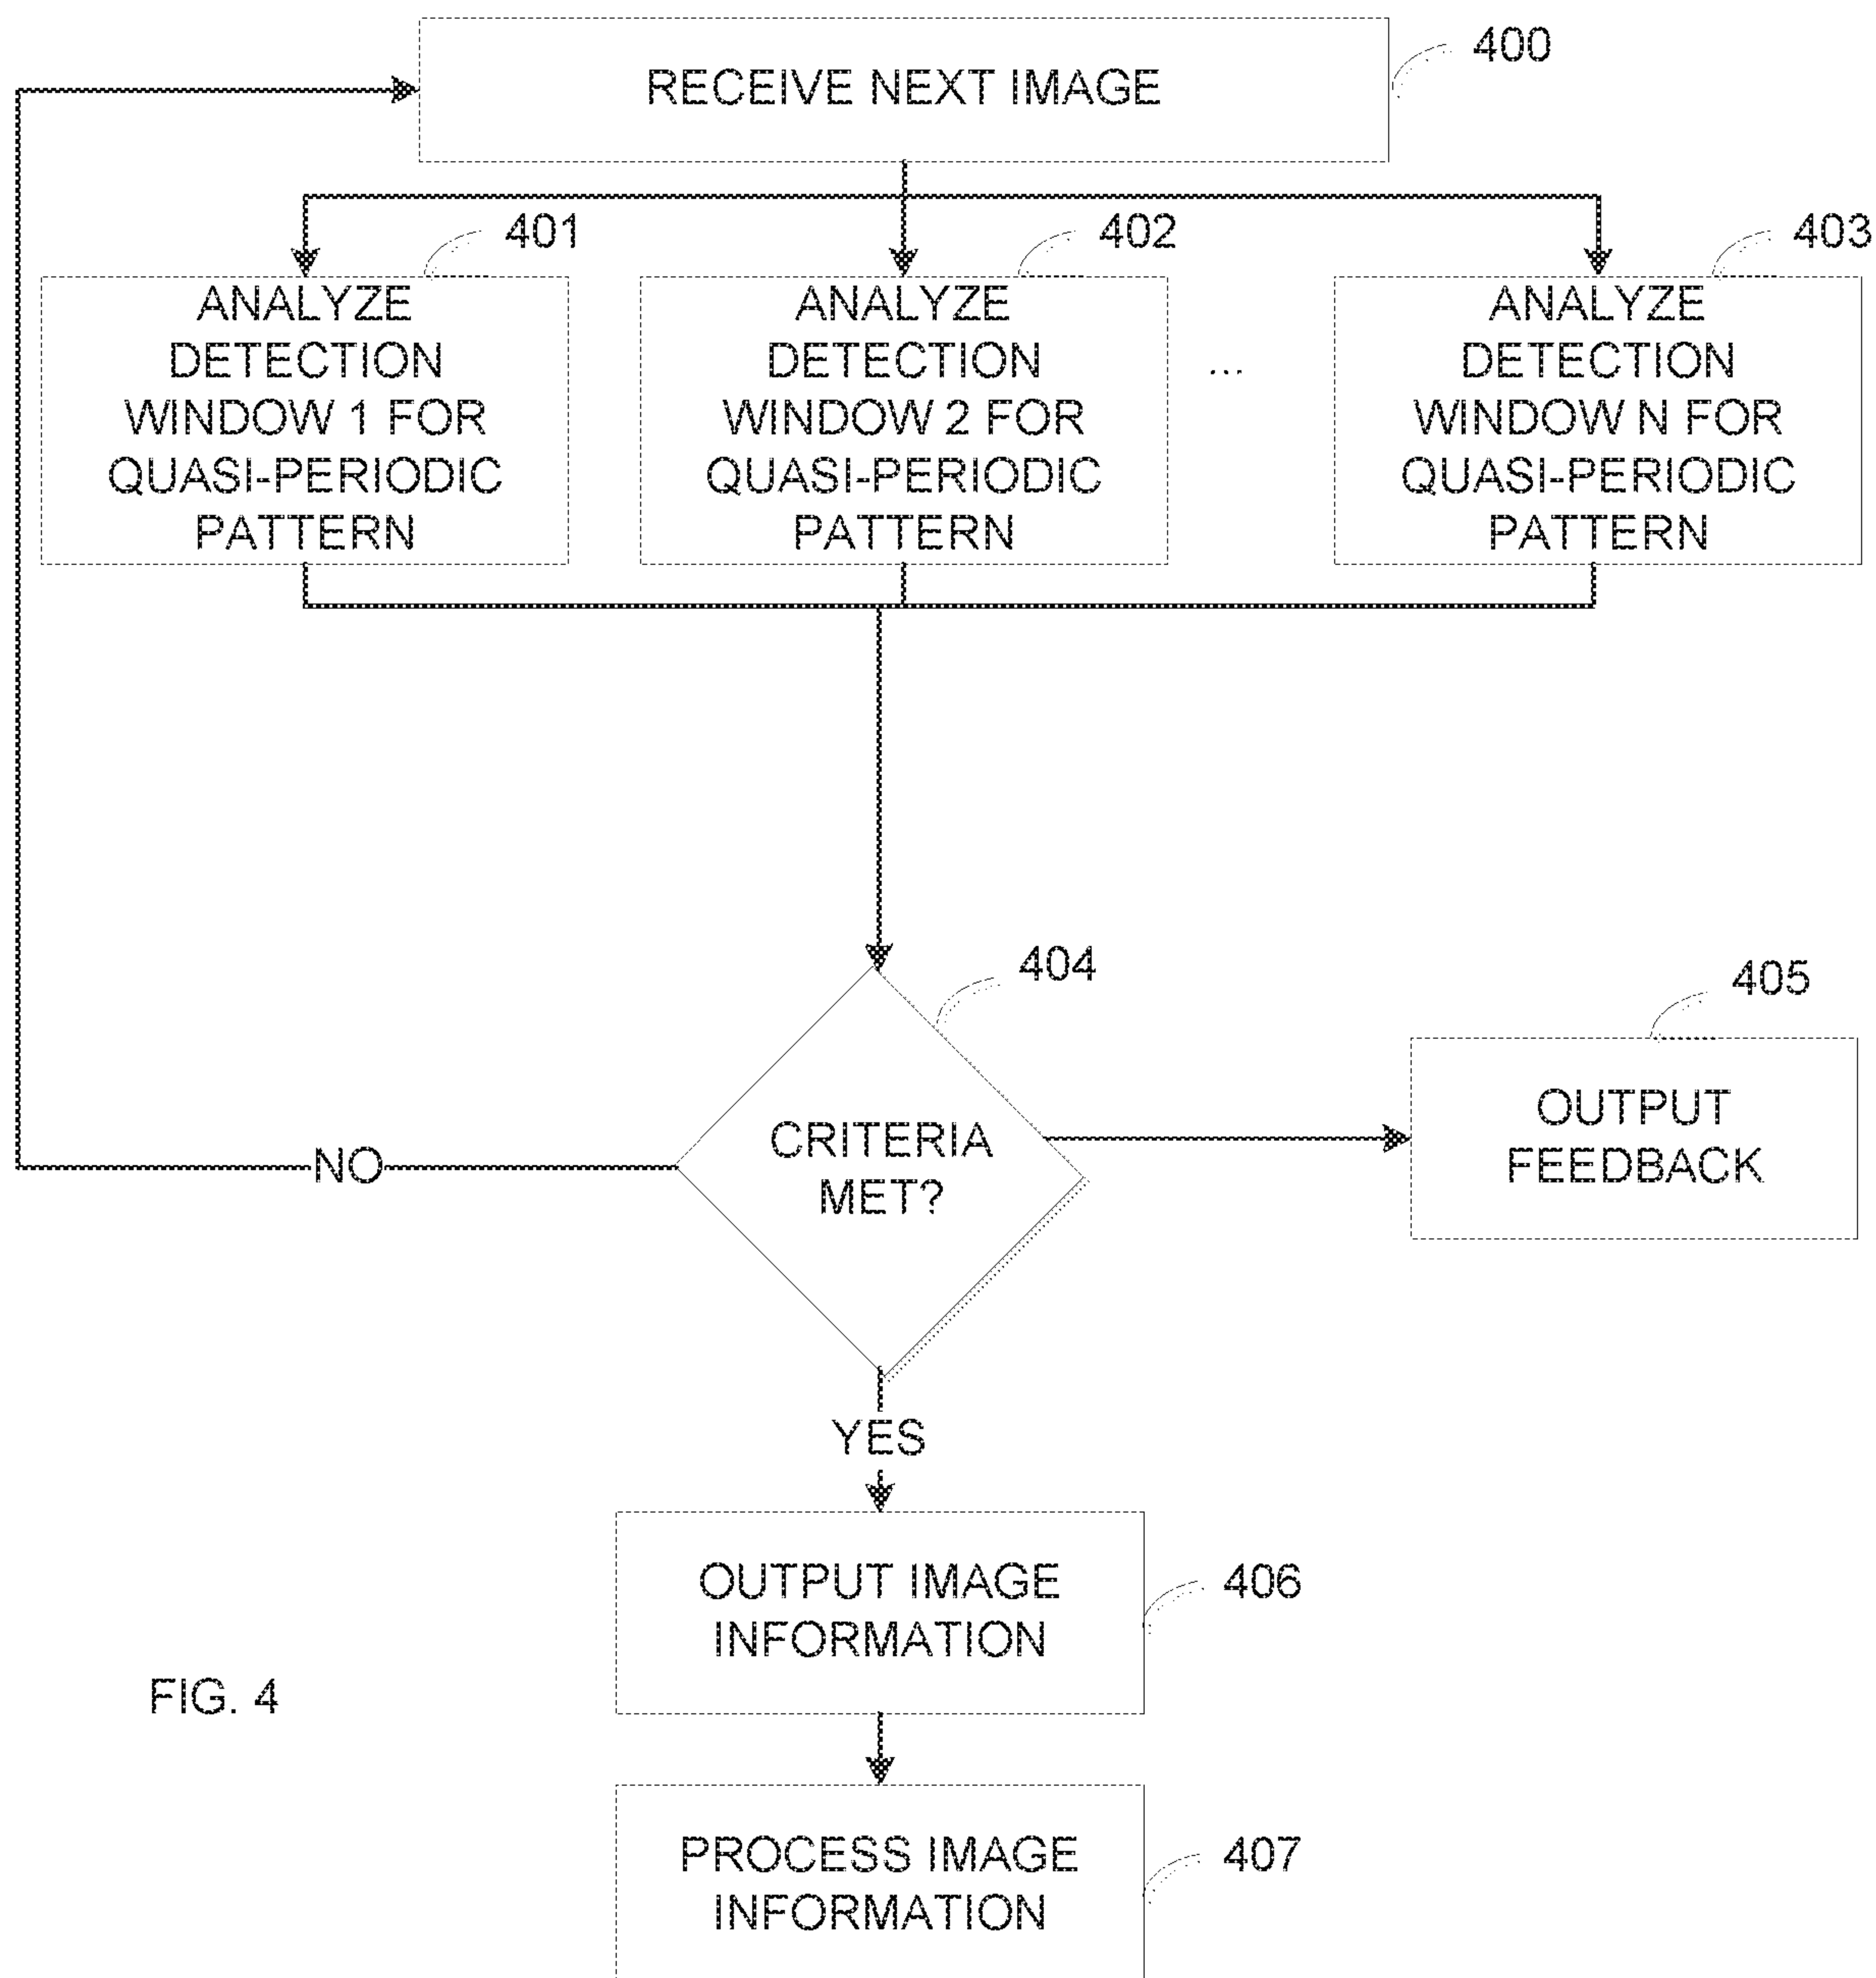 RECEIVE NEXT IMAGE
400
401
402
403
ANALYZE
DETECTION
WINDOW 1 FOR
QUASI-PERIODIC
PATTERN
ANALYZE
DETECTION
WINDOW 2 FOR
QUASI-PERIODIC
PATTERN
...
ANALYZE
DETECTION
WINDOW N FOR
QUASI-PERIODIC
PATTERN
404
405
CRITERIA
MET?
OUTPUT
FEEDBACK
NO
YES
OUTPUT IMAGE
INFORMATION
406
FIG. 4
PROCESS IMAGE
INFORMATION
407